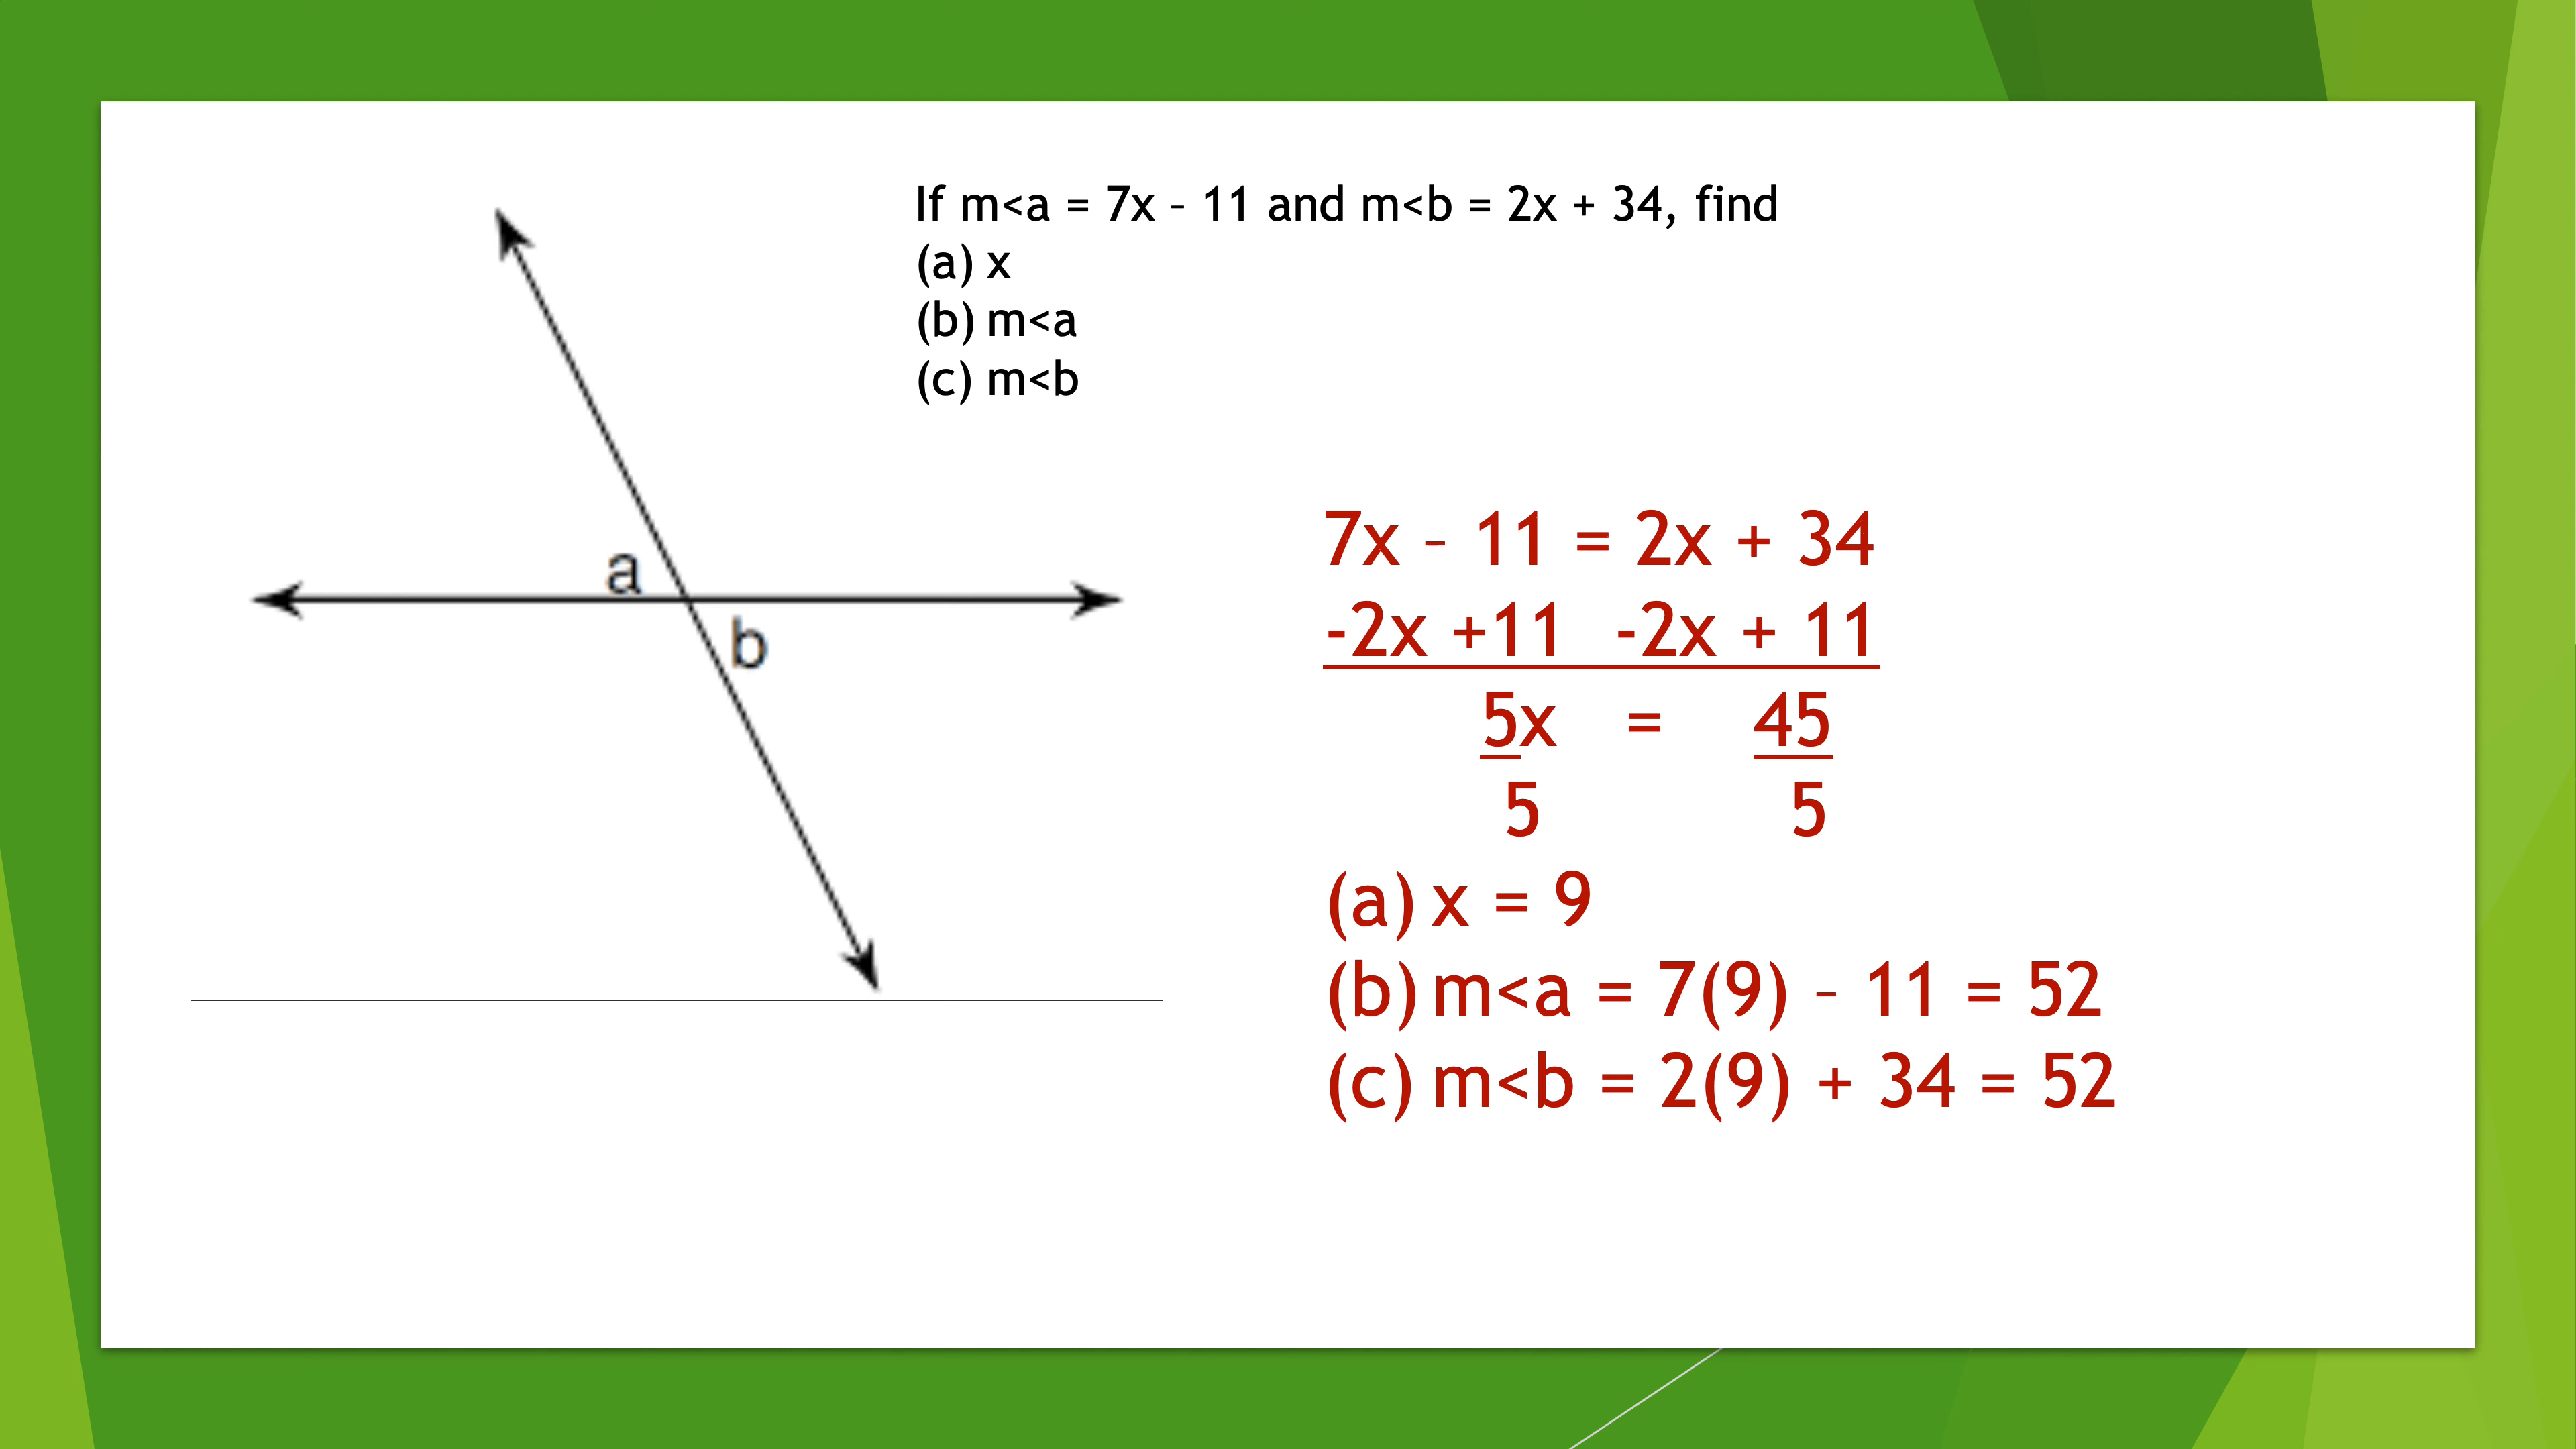 If m<a = 7x – 11 and m<b = 2x + 34, find
(a) x
(b) m<a
(c) m<b
a
b
7x – 11 = 2x + 34
-2x +11 -2x + 11
5x = 45
5 5
(a) x = 9
(b) m<a = 7(9) – 11 = 52
(c) m<b = 2(9) + 34 = 52